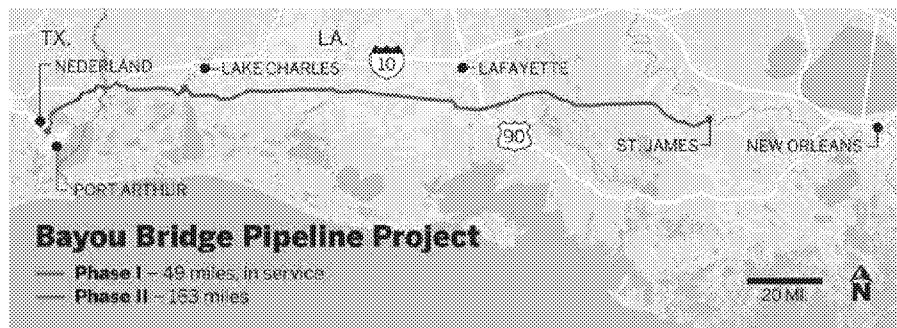 TX.
LA.
NEDERLAND
LAKE CHARLES
10
LAFAYETTE
90
ST. JAMES
NEW ORLEANS
PORT ARTHUR
Bayou Bridge Pipeline Project
Phase I – 49 miles, in service
Phase II – 163 miles
20 MI.
N